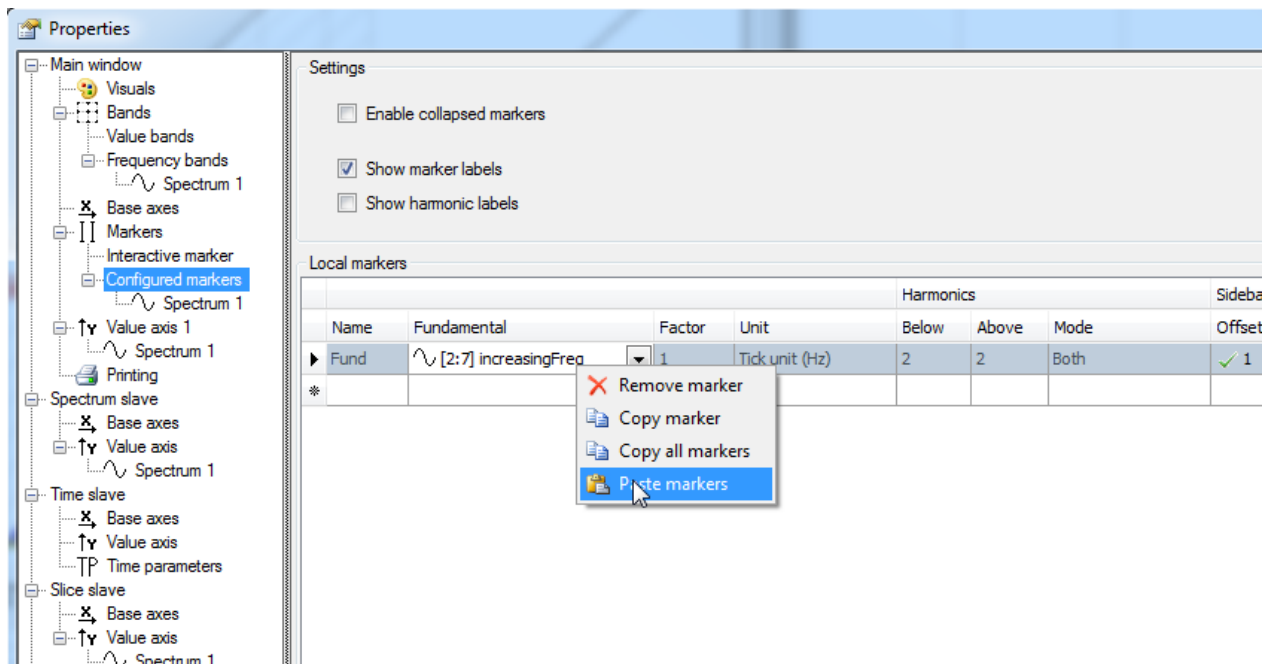 Properties
Main window
Visuals
Bands
Value bands
Frequency bands
Spectrum 1
Base axes
Markers
Interactive marker
Configured markers
Spectrum 1
Value axis 1
Spectrum 1
Printing
Spectrum slave
Base axes
Value axis
Spectrum 1
Time slave
Base axes
Value axis
TP Time parameters
Slice slave
Base axes
Value axis
Spectrum 1
Settings
Enable collapsed markers
Show marker labels
Show harmonic labels
Local markers
Harmonics Sideba
Name Fundamental Factor Unit Below Above Mode Offset
Fund [2:7] increasingFreq 1 Tick unit (Hz) 2 2 Both 1
Remove marker
Copy marker
Copy all markers
Paste markers